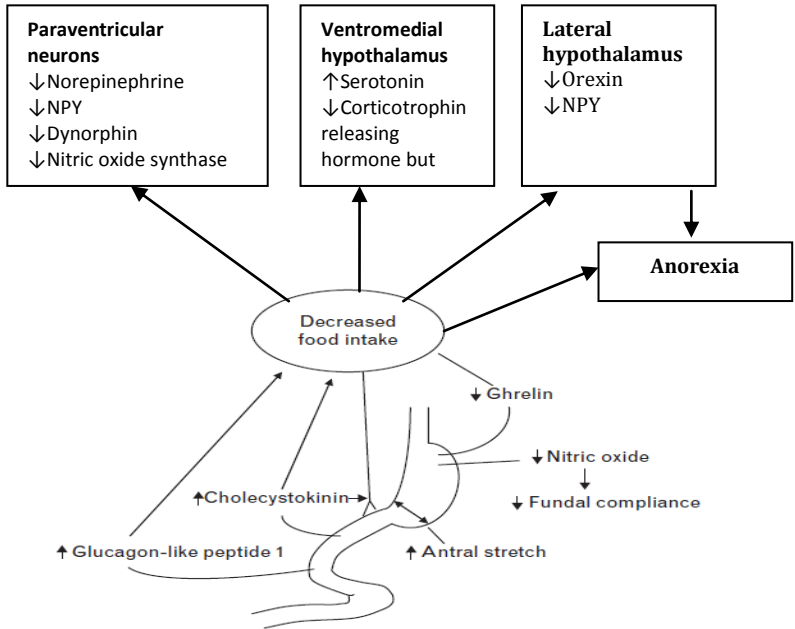 Paraventricular
neurons
↓Norepinephrine
↓NPY
↓Dynorphin
↓Nitric oxide synthase
Ventromedial
hypothalamus
↑Serotonin
↓Corticotrophin
releasing
hormone but
Lateral
hypothalamus
↓Orexin
↓NPY
Anorexia
Decreased
food intake
↓ Ghrelin
↓ Nitric oxide
↓ Fundal compliance
↑Cholecystokinin
↑ Glucagon-like peptide 1
↑ Antral stretch